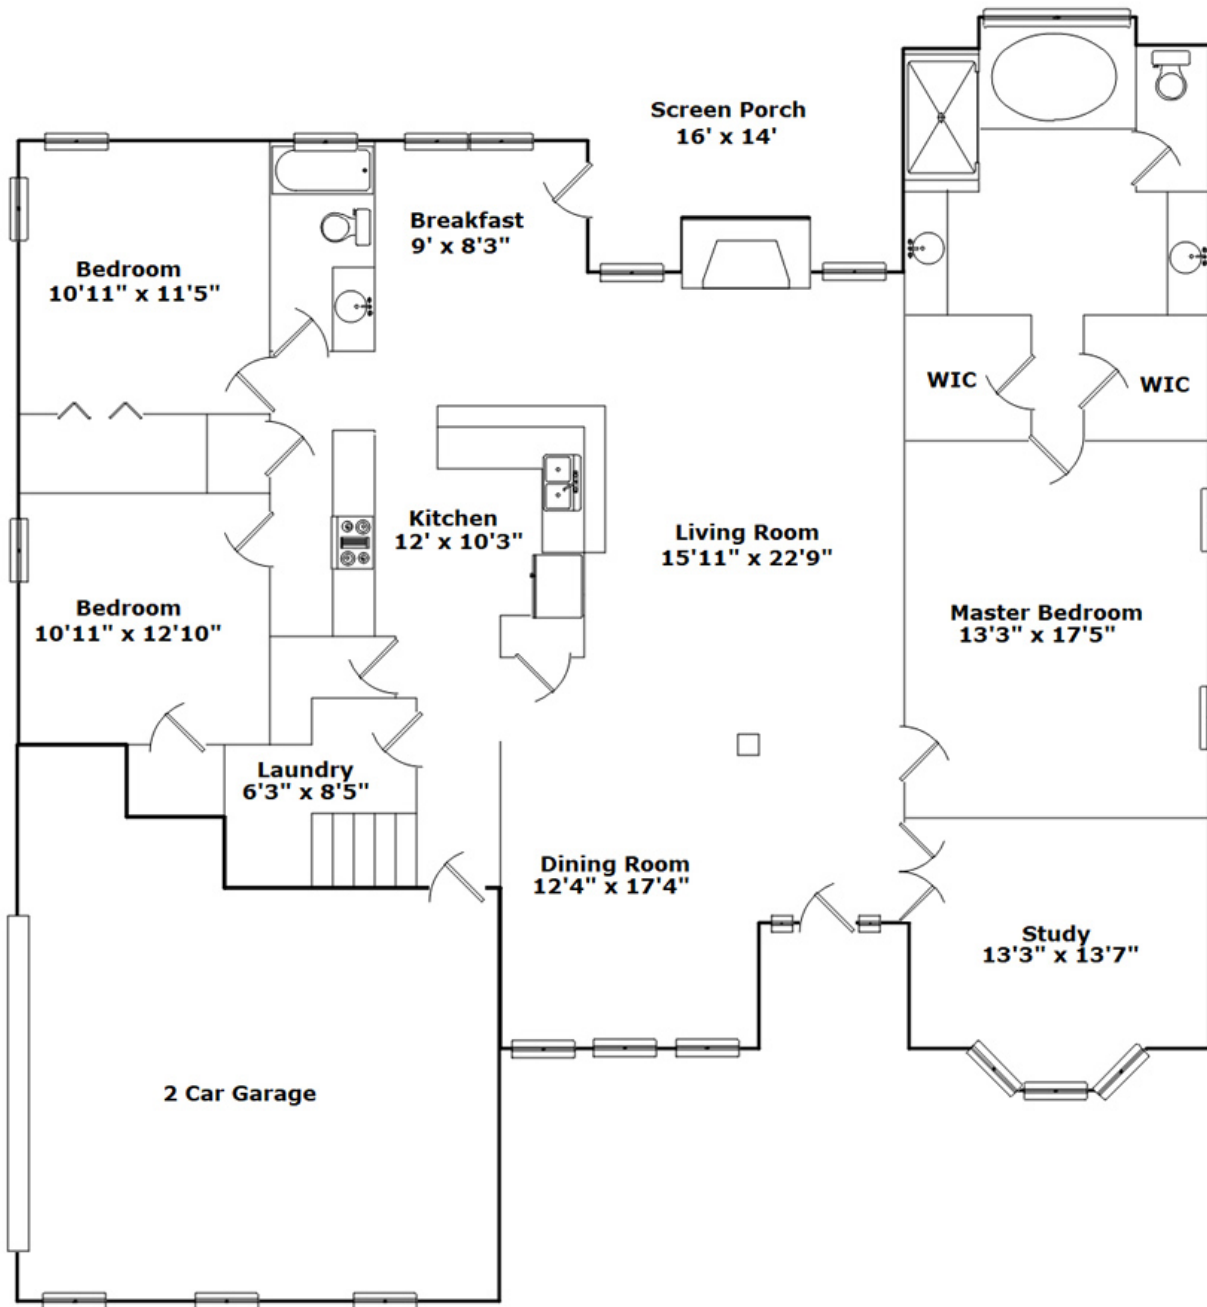 Screen Porch
16' x 14'
Breakfast
9' x 8'3"
Bedroom
10'11" x 11'5"
WIC
WIC
Kitchen
12' x 10'3"
Living Room
15'11" x 22'9"
Bedroom
10'11" x 12'10"
Master Bedroom
13'3" x 17'5"
Laundry
6'3" x 8'5"
Dining Room
12'4" x 17'4"
Study
13'3" x 13'7"
2 Car Garage